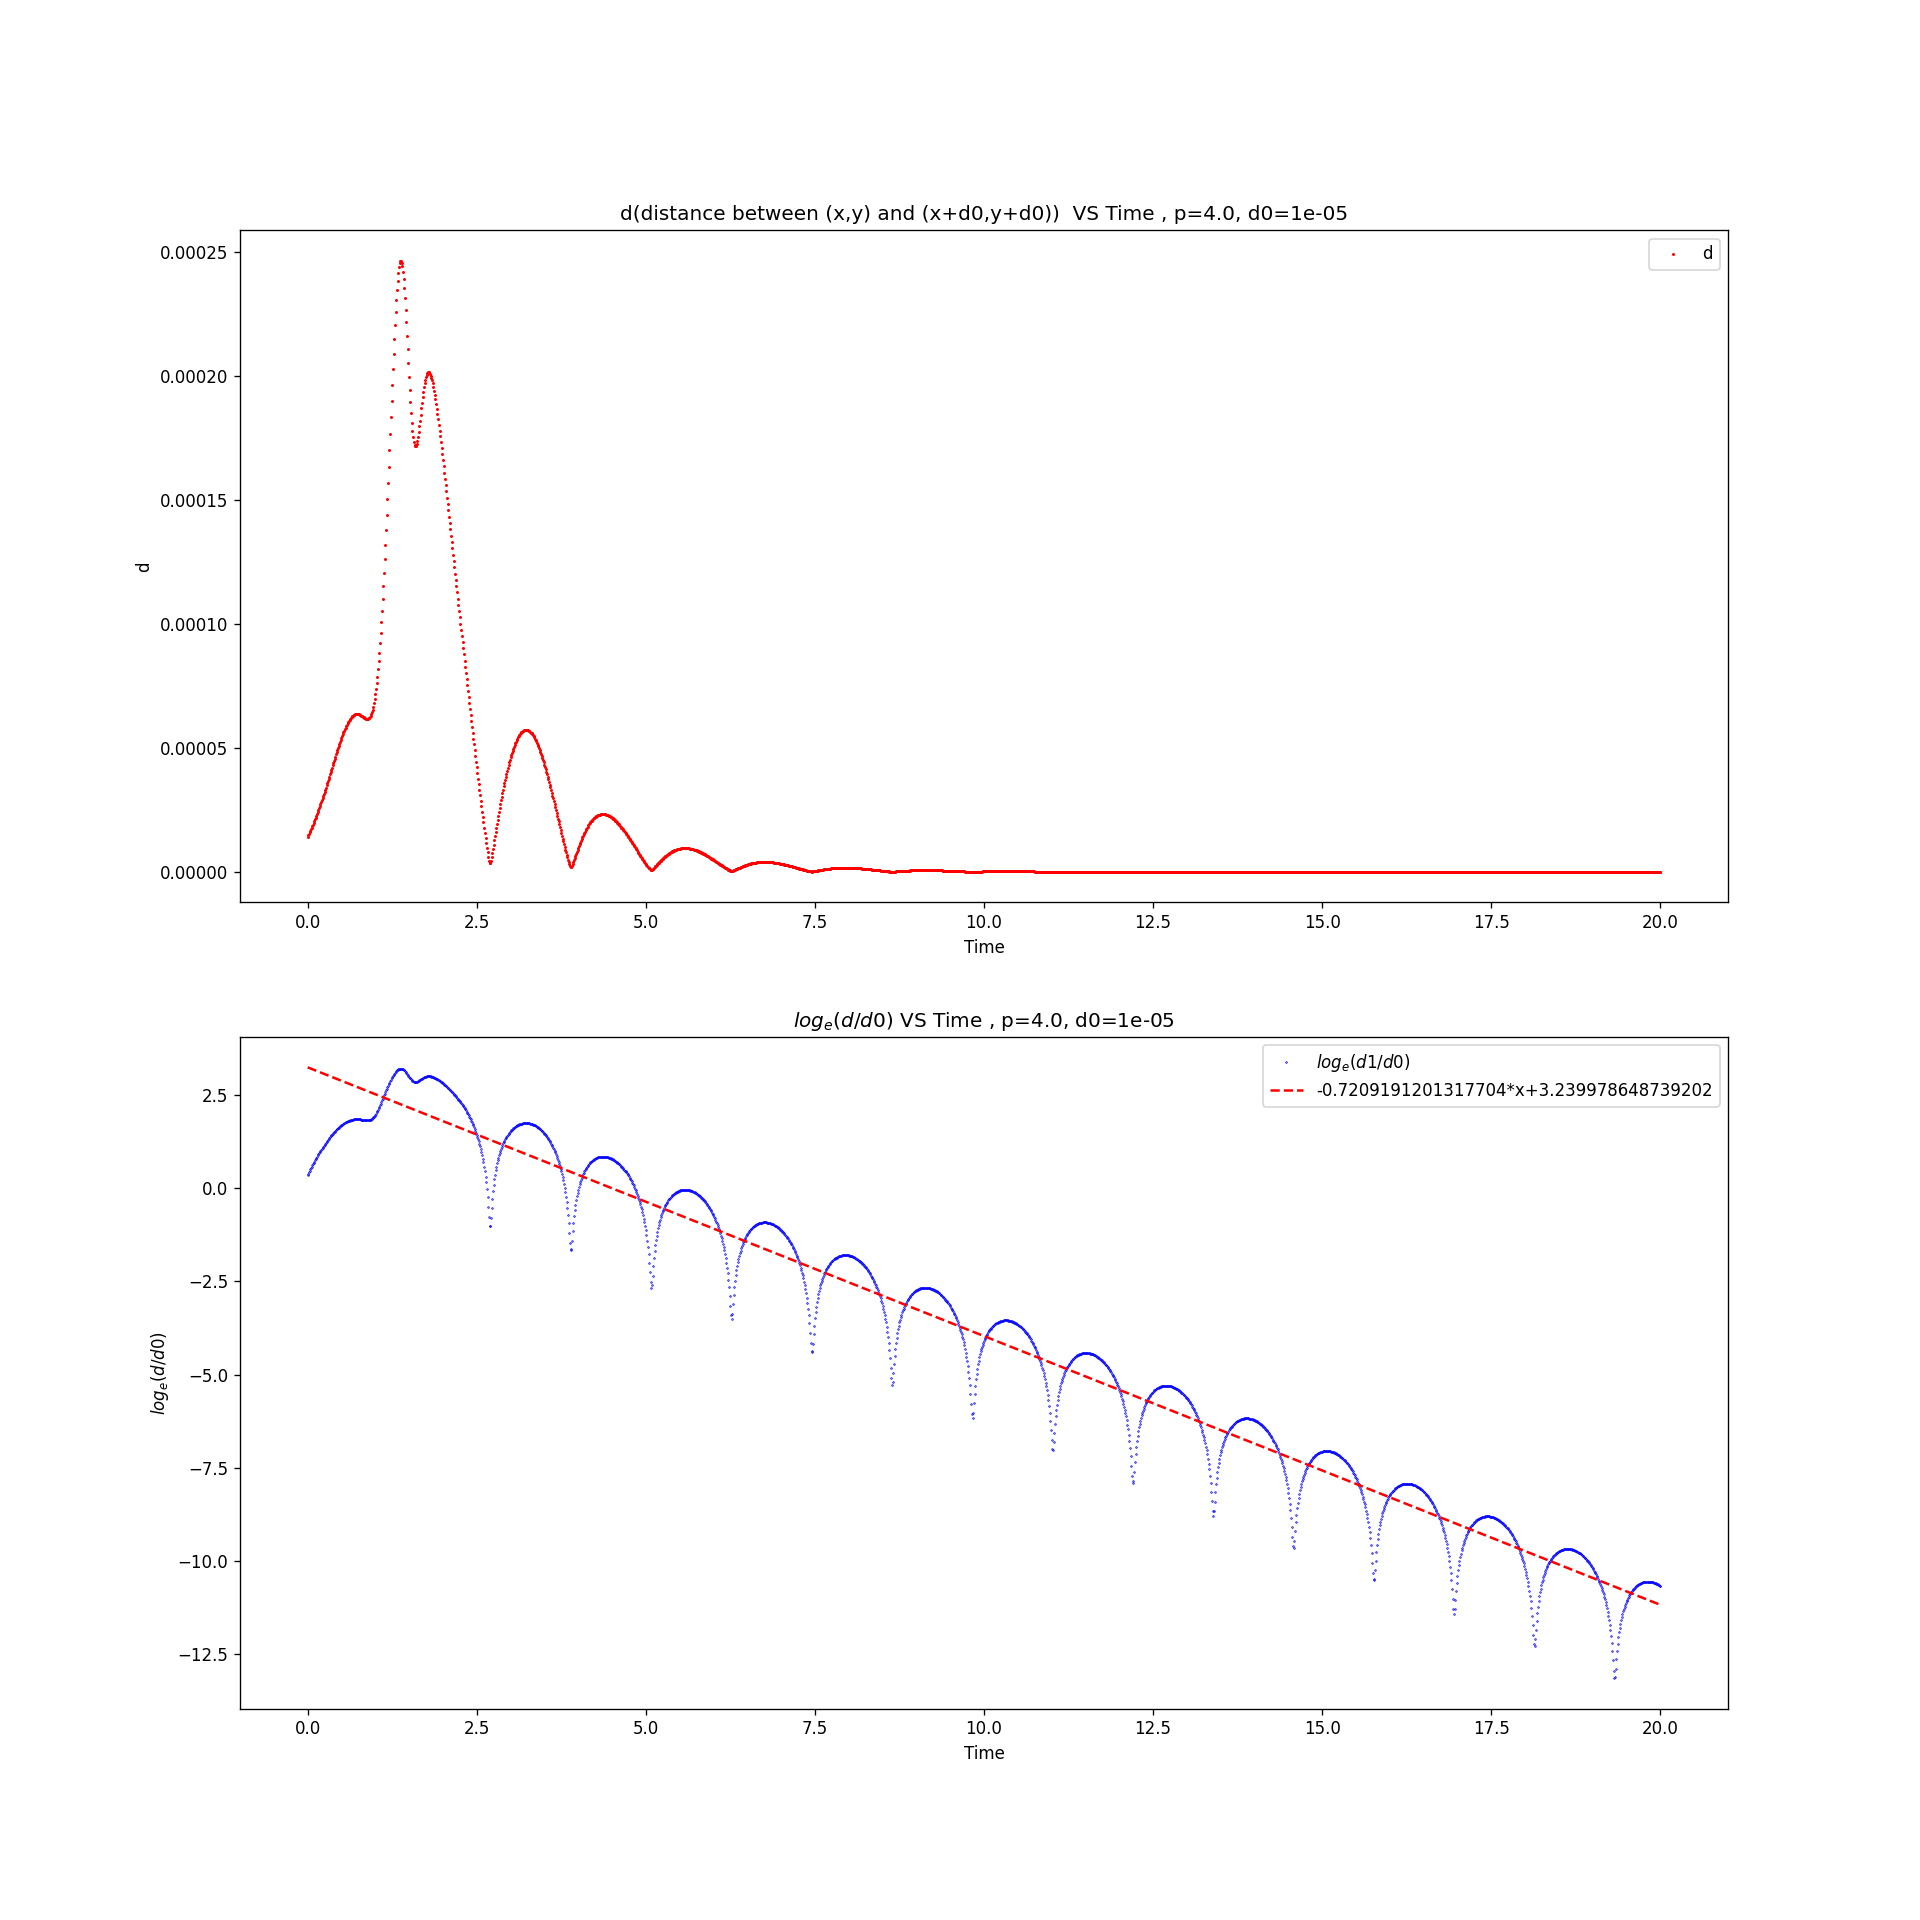 d(distance between (x,y) and (x+d0,y+d0))  VS Time , p=4.0, d0=1e-05
d
0.00025
0.00020
0.00015
0.00010
0.00005
0.00000
d
0.0 2.5 5.0 7.5 10.0 12.5 15.0 17.5 20.0
Time
logₑ(d/d0) VS Time , p=4.0, d0=1e-05
logₑ(d1/d0)
-0.7209191201317704*x+3.239978648739202
2.5
0.0
−2.5
−5.0
−7.5
−10.0
−12.5
logₑ(d/d0)
0.0 2.5 5.0 7.5 10.0 12.5 15.0 17.5 20.0
Time